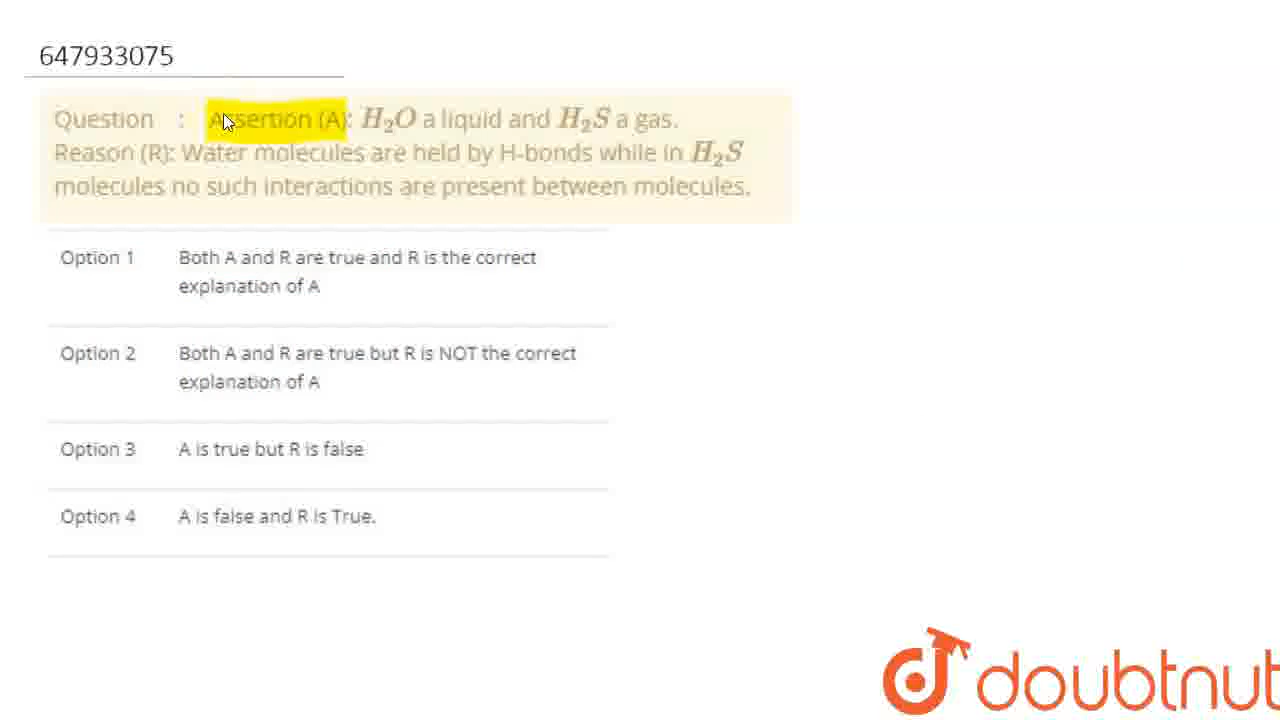 647933075
Question : Assertion (A): H₂O a liquid and H₂S a gas.
Reason (R): Water molecules are held by H-bonds while in H₂S
molecules no such interactions are present between molecules.
Option 1 Both A and R are true and R is the correct
explanation of A
Option 2 Both A and R are true but R is NOT the correct
explanation of A
Option 3 A is true but R is false
Option 4 A is false and R is True.
doubtnut